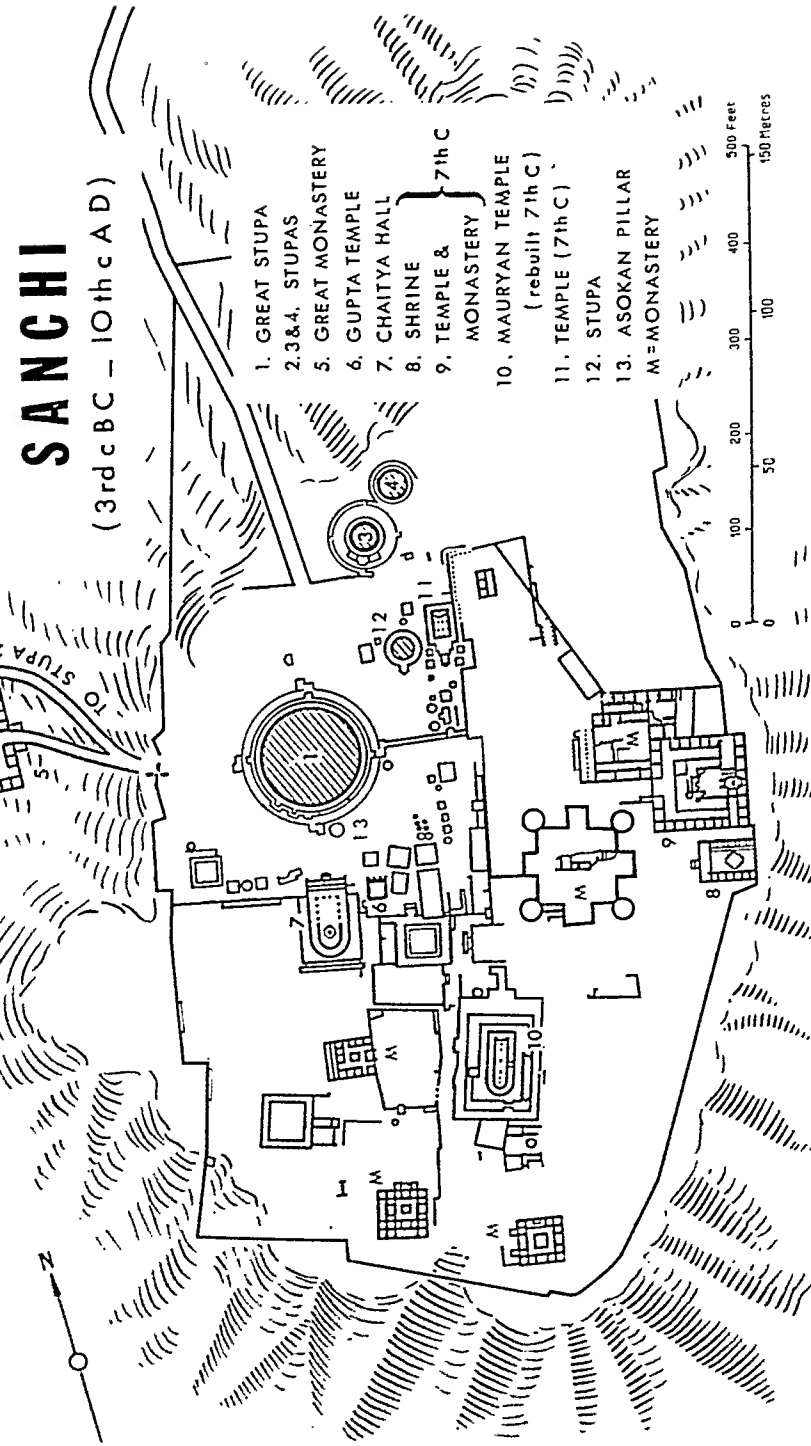 SANCHI
(3rd c BC – 10th c AD)
1. GREAT STUPA
2.3&4. STUPAS
5. GREAT MONASTERY
6. GUPTA TEMPLE
7. CHAITYA HALL
8. SHRINE
9. TEMPLE &
MONASTERY
7th C
10. MAURYAN TEMPLE
(rebuilt 7th C)
11. TEMPLE (7th C)
12. STUPA
13. ASOKAN PILLAR
M=MONASTERY
0 100 200 300 400 500 Feet
0 50 100 150 Metres
N
TO STUPA
5
1
3
4
12
11
13
8
6
7
M
M
10
M
M
M
9
8
I